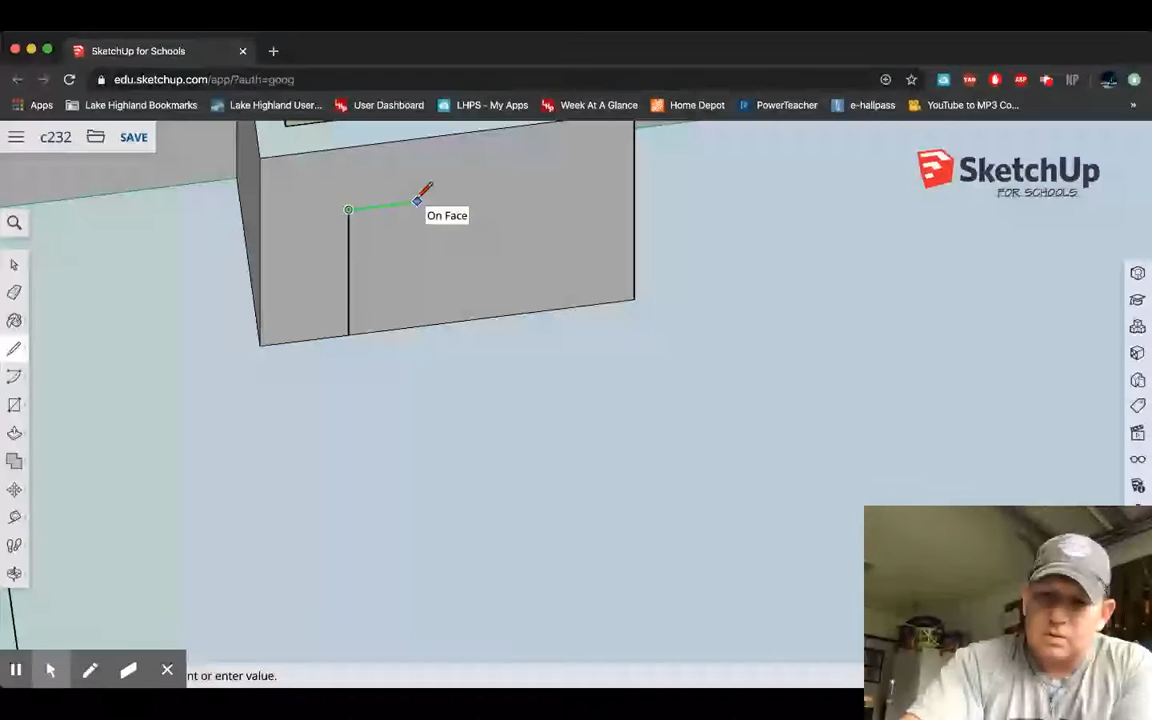 SketchUp for Schools
edu.sketchup.com/app/?auth=goog
NP
Apps
Lake Highland Bookmarks
Lake Highland User...
User Dashboard
LHPS - My Apps
Week At A Glance
Home Depot
PowerTeacher
e-hallpass
YouTube to MP3 Co...
»
c232
SAVE
SketchUp
FOR SCHOOLS
On Face
nt or enter value.